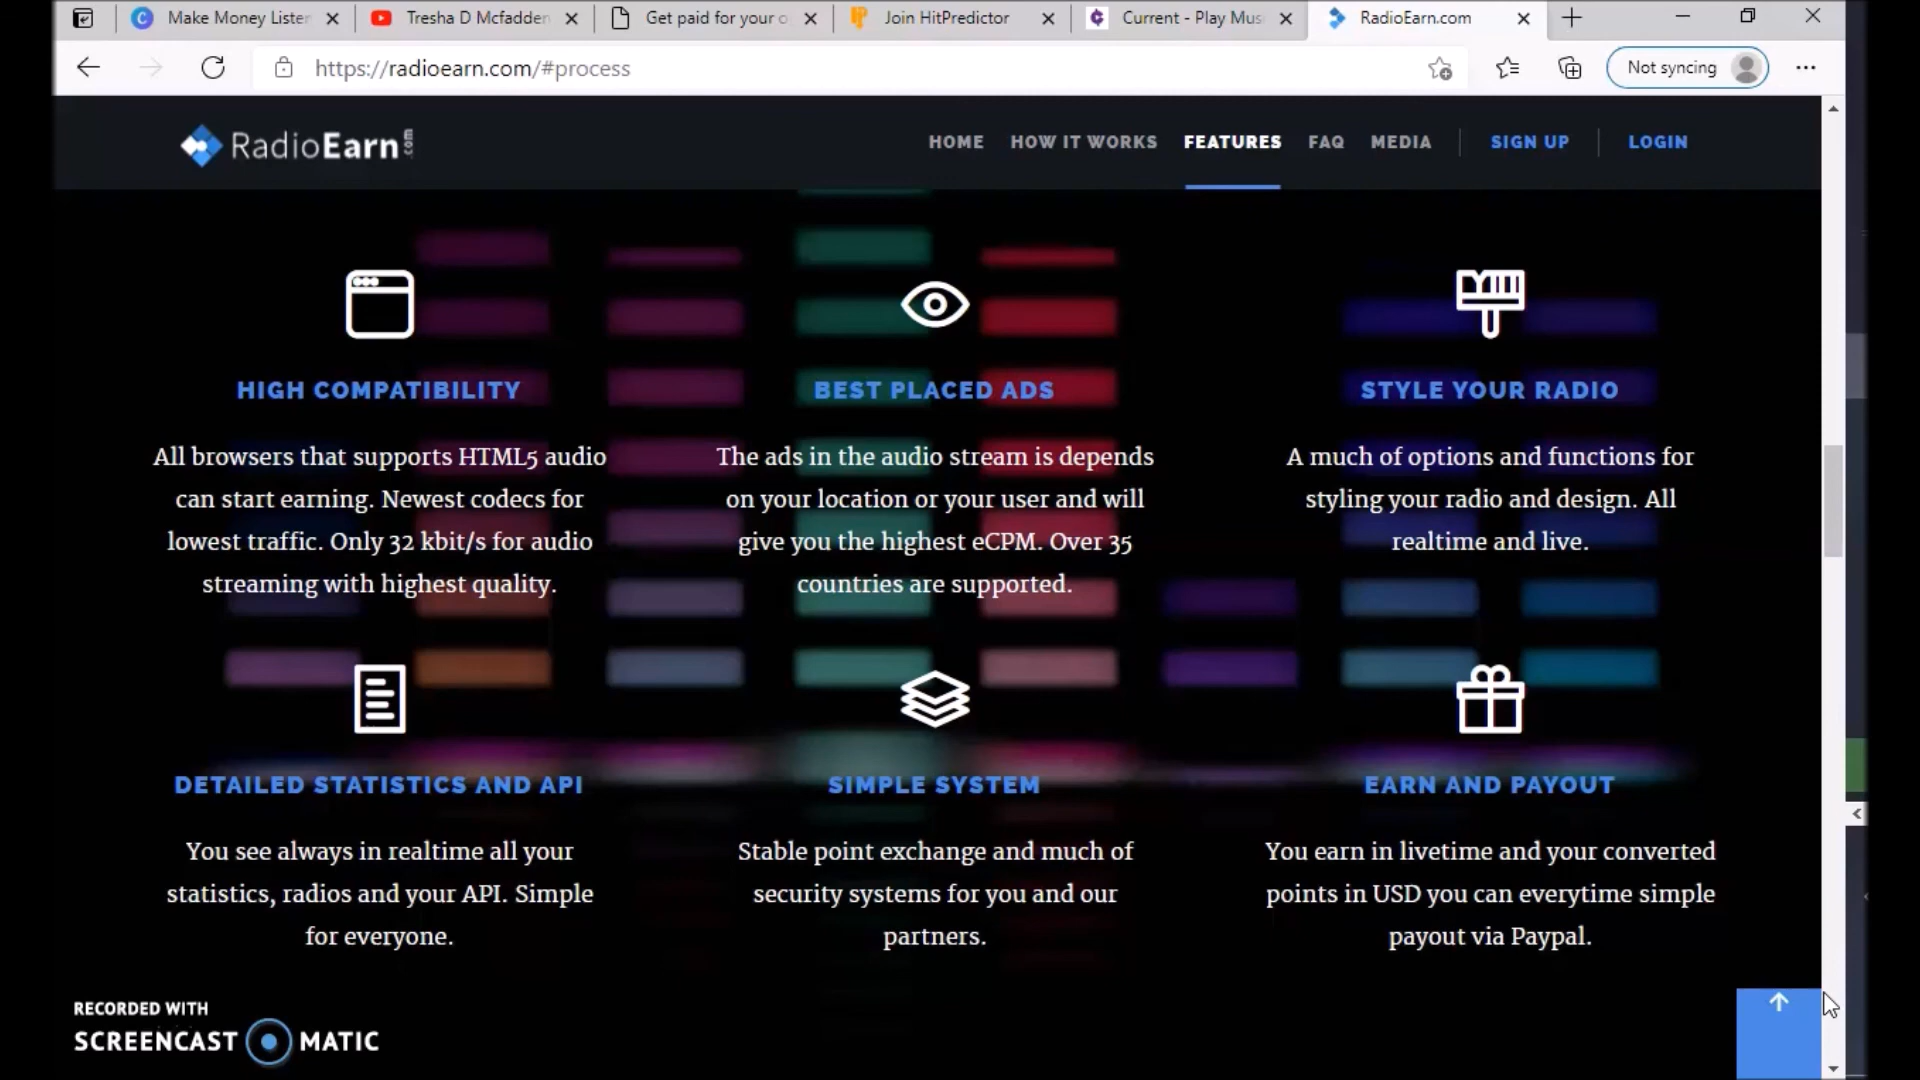 Make Money Lister
Tresha D Mcfadden
Get paid for your o
Join HitPredictor
Current - Play Mus
RadioEarn.com
https://radioearn.com/#process
Not syncing
RadioEarn.com
HOME
HOW IT WORKS
FEATURES
FAQ
MEDIA
SIGN UP
LOGIN
HIGH COMPATIBILITY
All browsers that supports HTML5 audio
can start earning. Newest codecs for
lowest traffic. Only 32 kbit/s for audio
streaming with highest quality.
BEST PLACED ADS
The ads in the audio stream is depends
on your location or your user and will
give you the highest eCPM. Over 35
countries are supported.
STYLE YOUR RADIO
A much of options and functions for
styling your radio and design. All
realtime and live.
DETAILED STATISTICS AND API
You see always in realtime all your
statistics, radios and your API. Simple
for everyone.
SIMPLE SYSTEM
Stable point exchange and much of
security systems for you and our
partners.
EARN AND PAYOUT
You earn in livetime and your converted
points in USD you can everytime simple
payout via Paypal.
RECORDED WITH
SCREENCAST MATIC